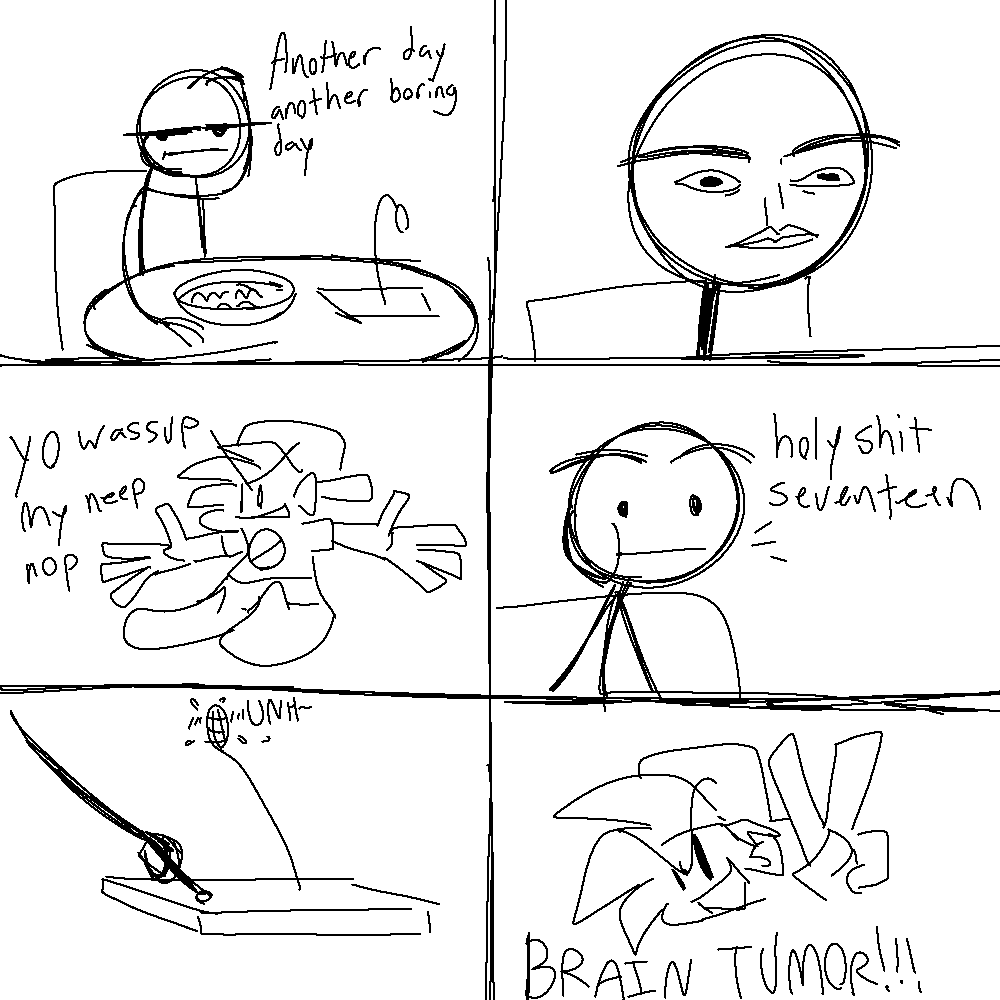 Another day
another boring
day
YO wassup
my neep
nop
holy shit
seventeen
UNH~
BRAIN TUMOR!!!